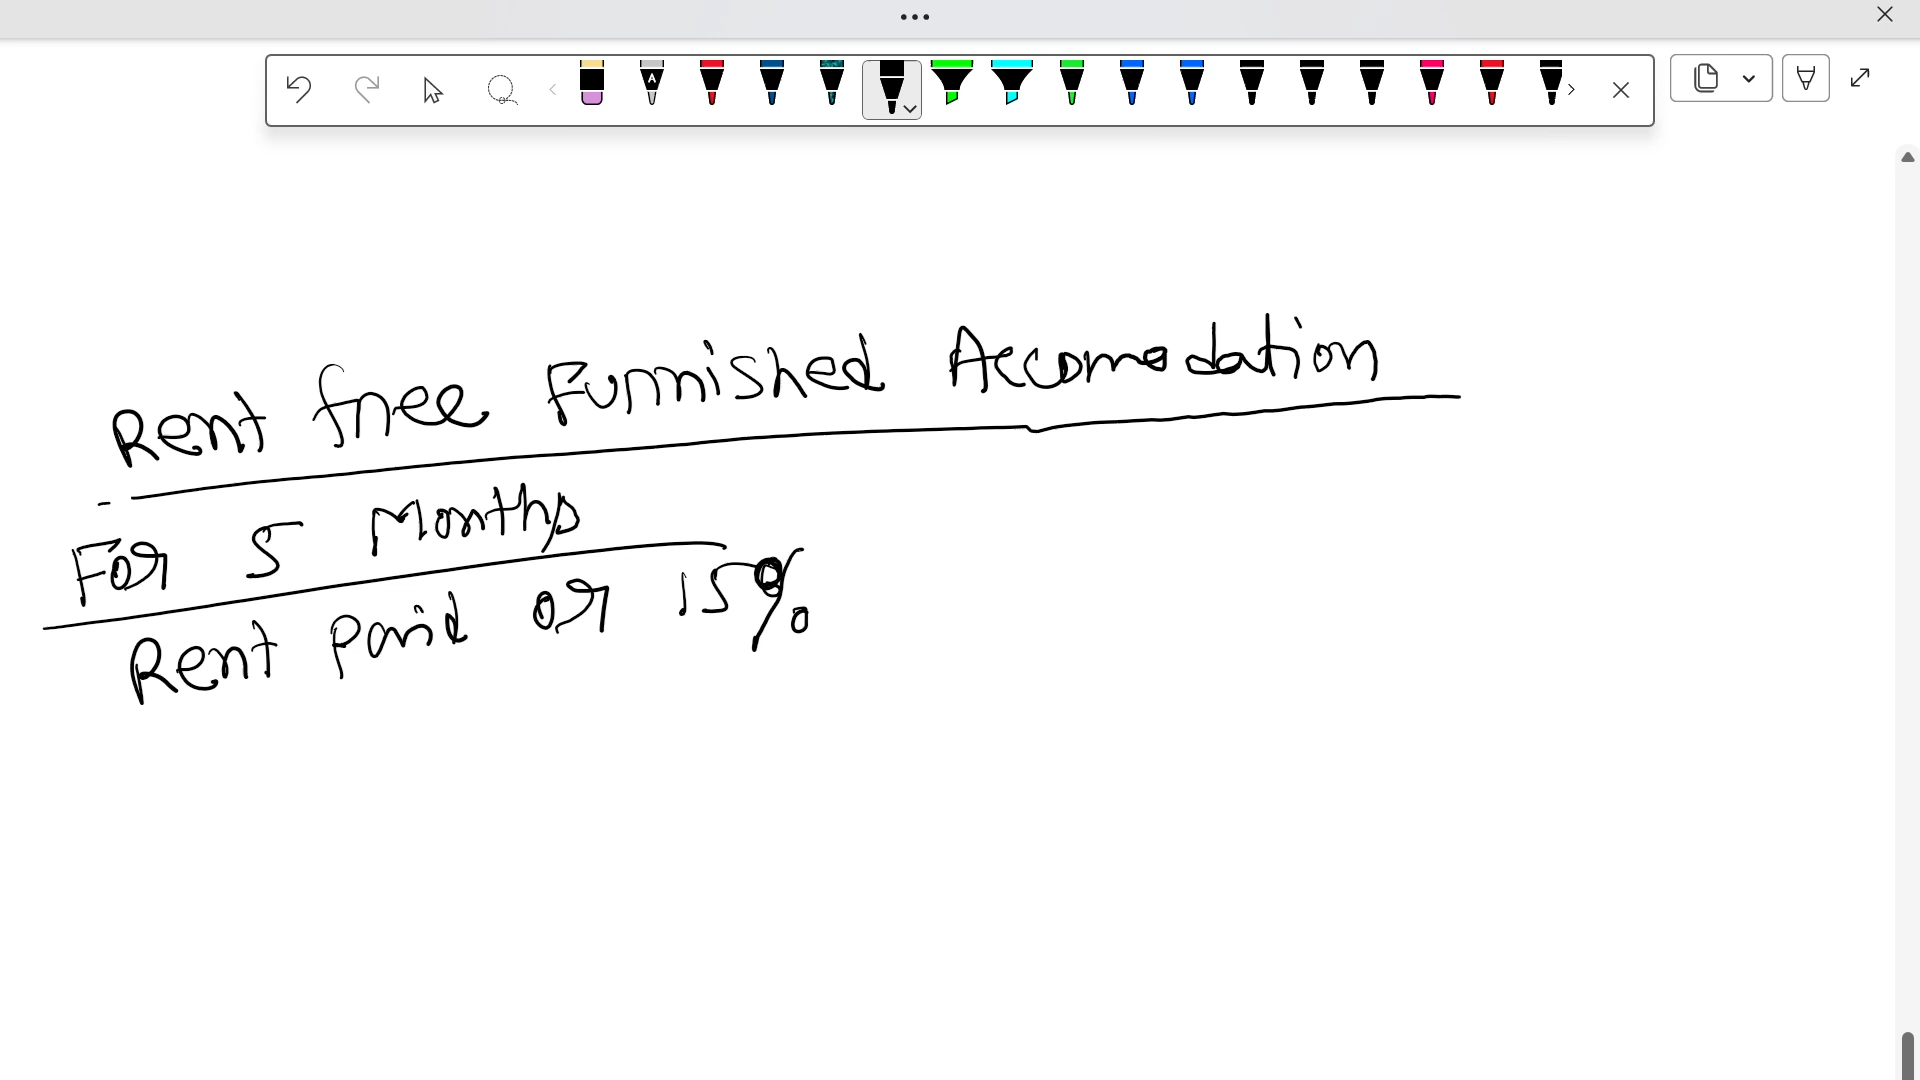 Rent free Furnished Accomodation
For 5 Months
Rent paid or 15%